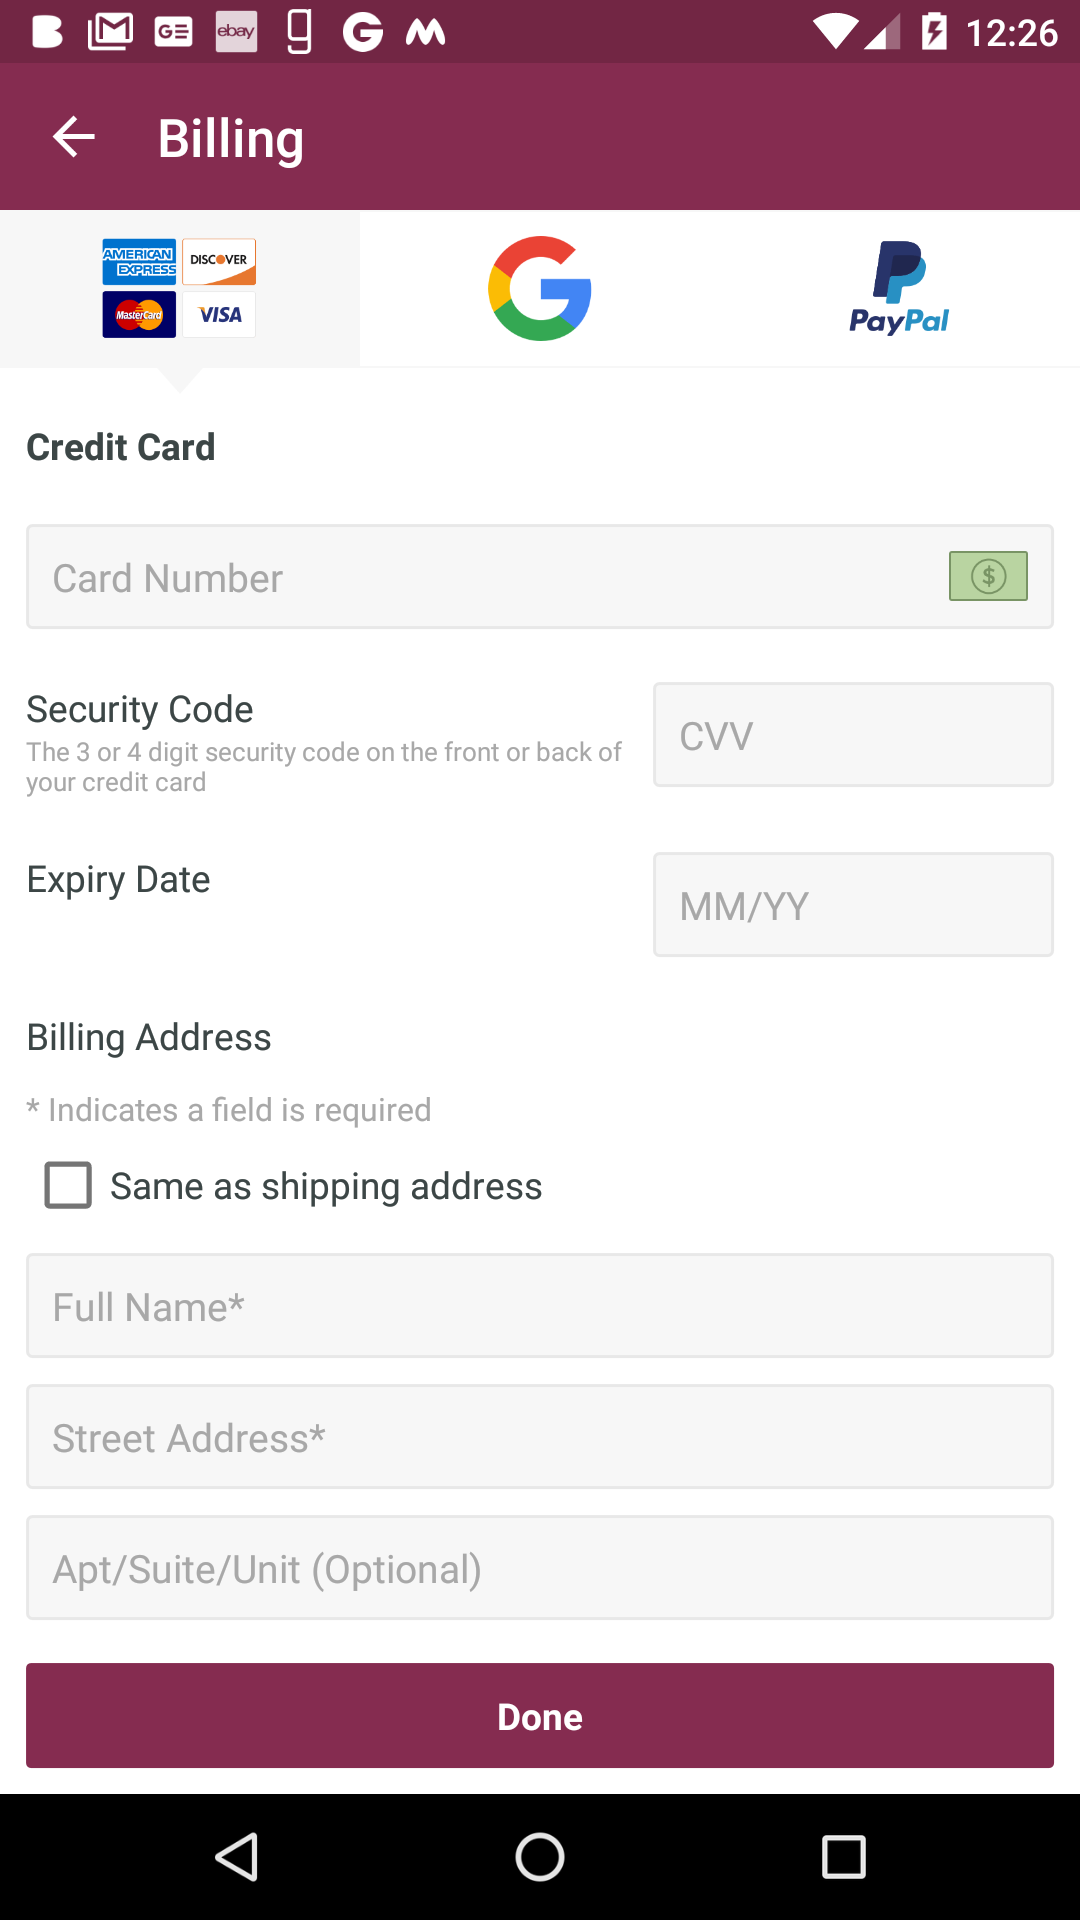 GE ebay g G
12:26
Billing
AMERICAN EXPRESS
DISCOVER
MasterCard
VISA
G
PayPal
Credit Card
Card Number
$
Security Code
CVV
The 3 or 4 digit security code on the front or back of
your credit card
Expiry Date
MM/YY
Billing Address
* Indicates a field is required
Same as shipping address
Full Name*
Street Address*
Apt/Suite/Unit (Optional)
Done